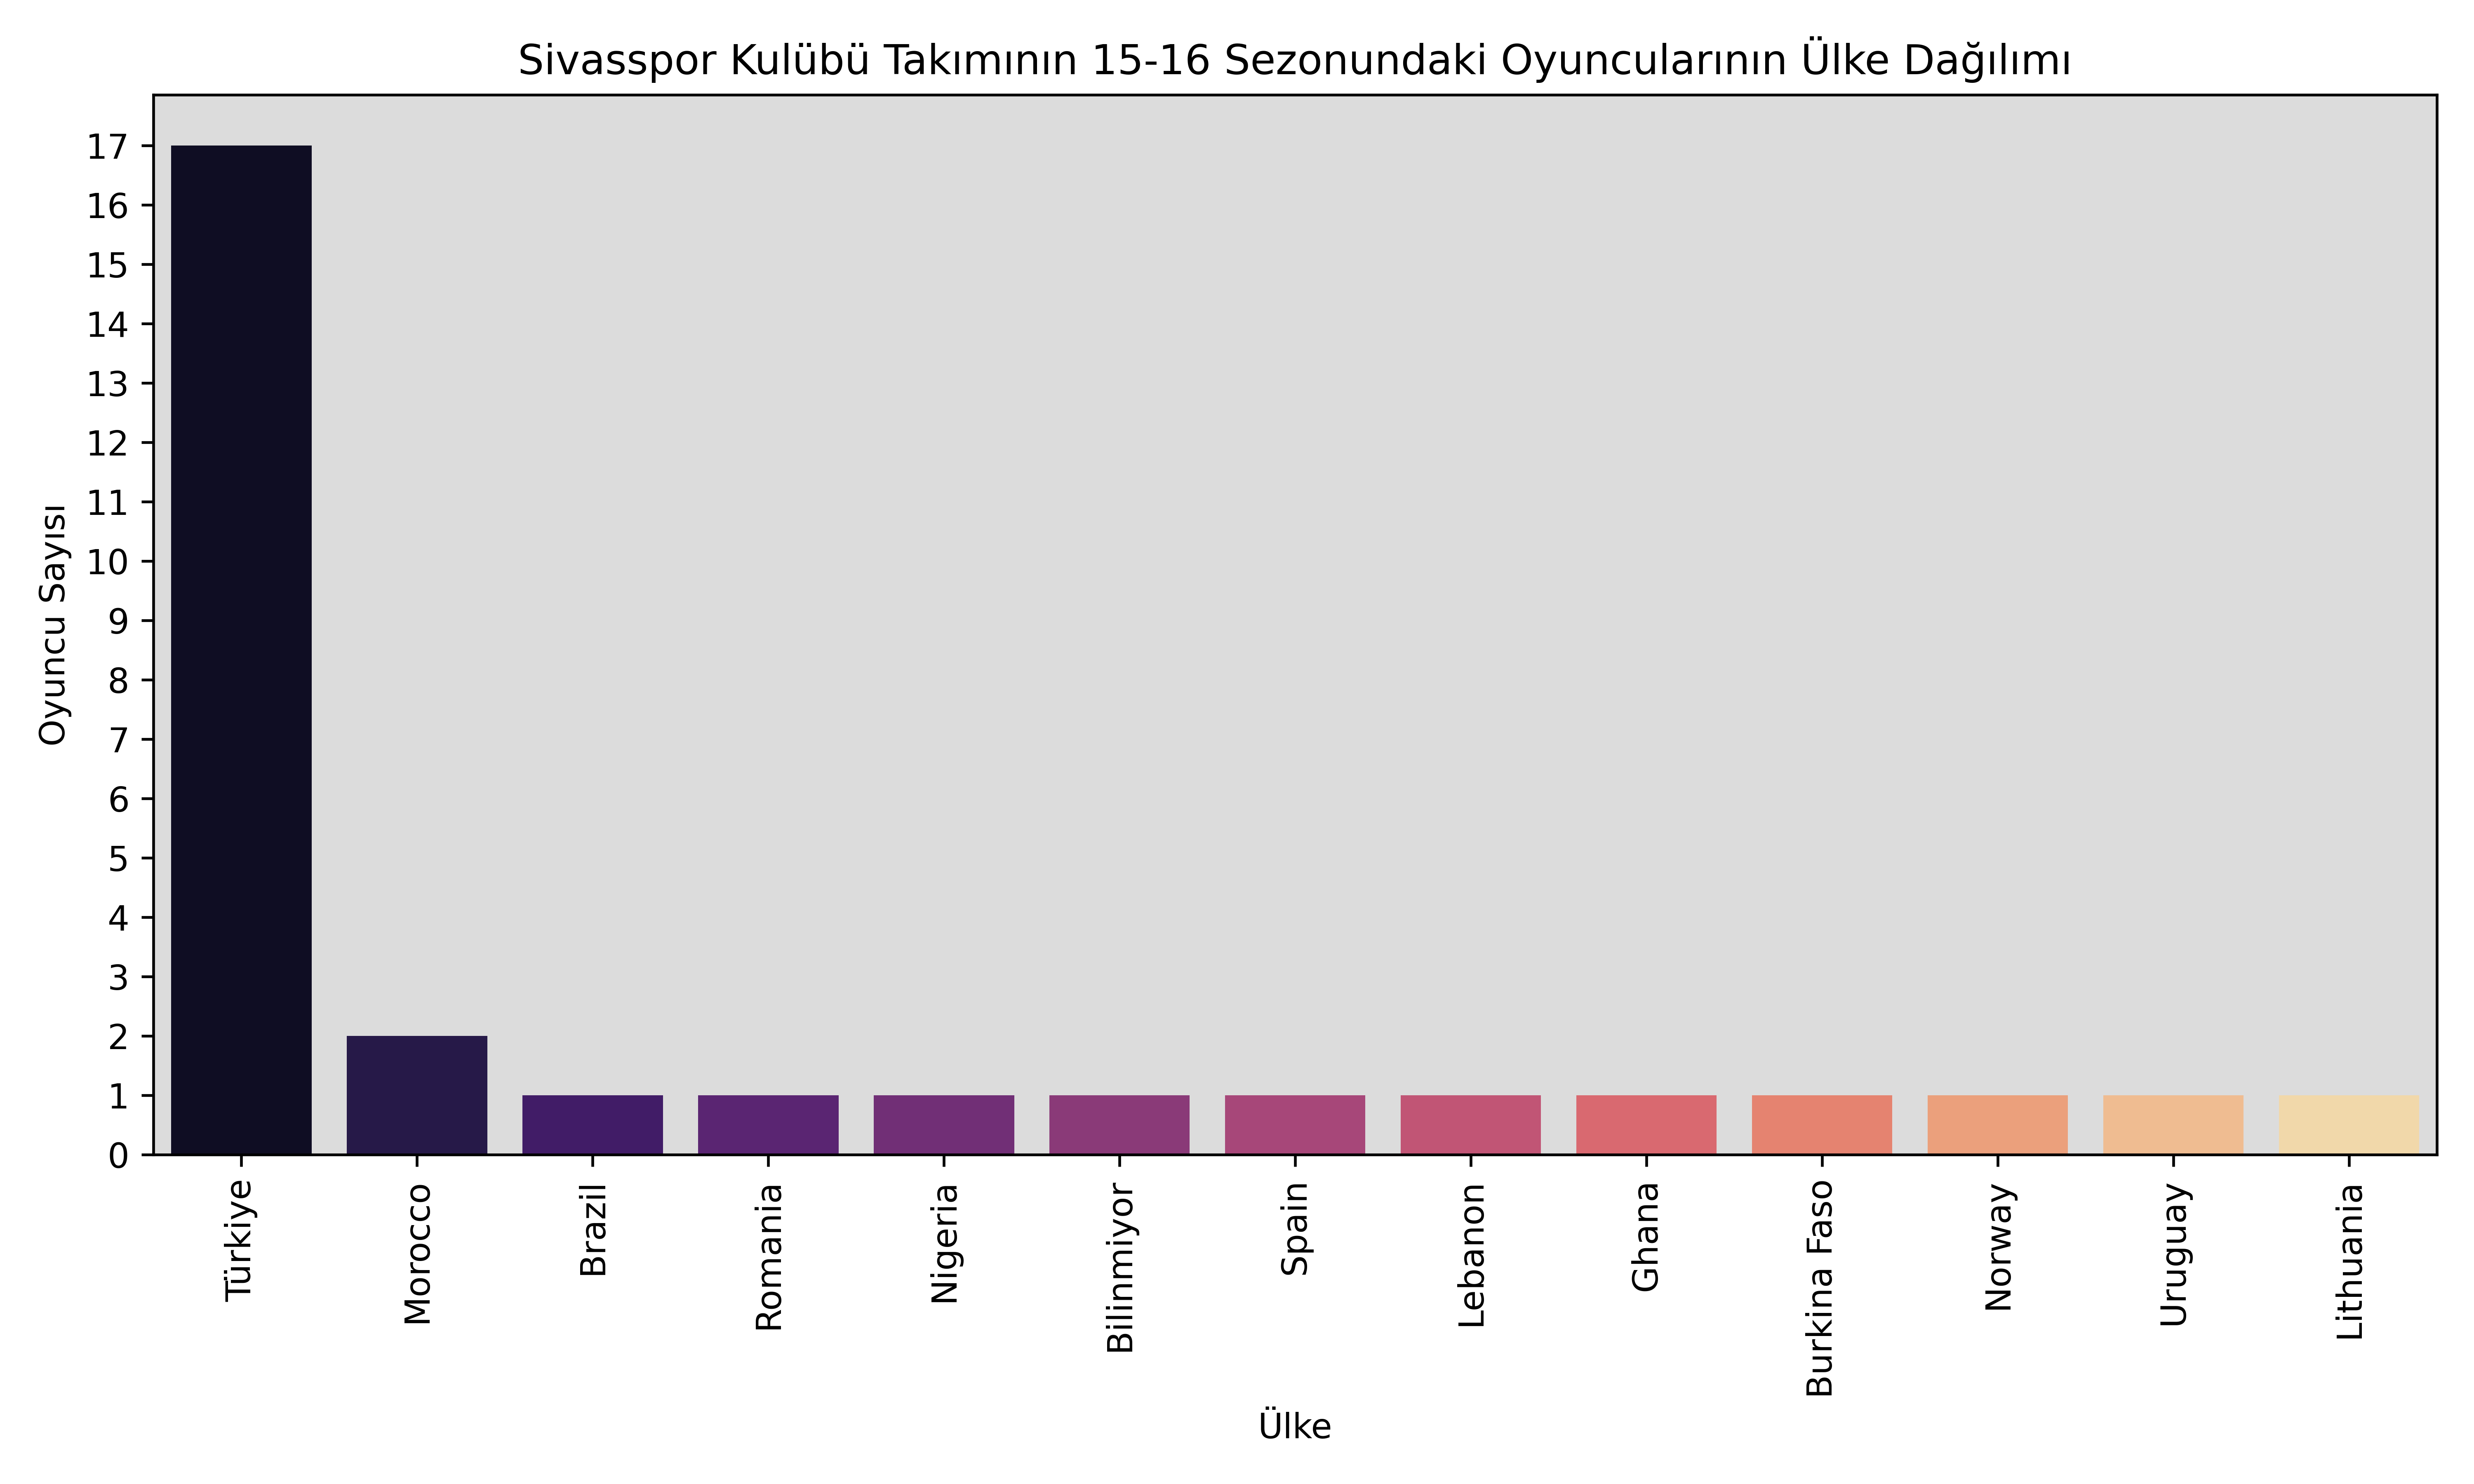 Sivasspor Kulübü Takımının 15-16 Sezonundaki Oyuncularının Ülke Dağılımı
Oyuncu Sayısı
17
16
15
14
13
12
11
10
9
8
7
6
5
4
3
2
1
0
Türkiye
Morocco
Brazil
Romania
Nigeria
Bilinmiyor
Spain
Lebanon
Ghana
Burkina Faso
Norway
Uruguay
Lithuania
Ülke